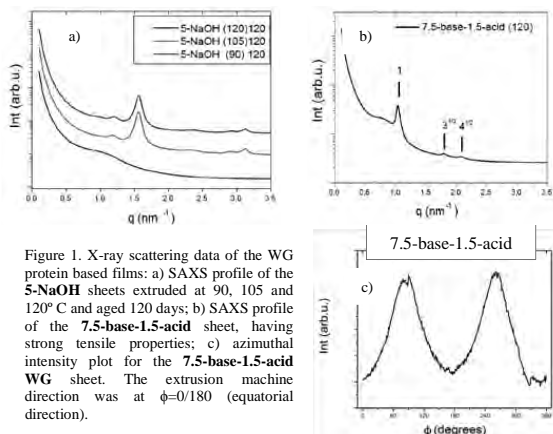 a)
5-NaOH (120)120
5-NaOH (105)120
5-NaOH (90) 120
Int (arb.u.)
0.0 0.5 1.0 1.5 2.0 2.5 3.0 3.5
q (nm⁻¹)
b)
7.5-base-1.5-acid (120)
1
3^1/2
4^1/2
Int (arb.u.)
0.0 0.5 1.0 1.5 2.0 2.5 3.0 3.5
q (nm⁻¹)
Figure 1. X-ray scattering data of the WG
protein based films: a) SAXS profile of the
5-NaOH sheets extruded at 90, 105 and
120º C and aged 120 days; b) SAXS profile
of the 7.5-base-1.5-acid sheet, having
strong tensile properties; c) azimuthal
intensity plot for the 7.5-base-1.5-acid
WG sheet. The extrusion machine
direction was at ϕ=0/180 (equatorial
direction).
7.5-base-1.5-acid
c)
Int (arb.u.)
0 90 180 270 360
ϕ (degrees)